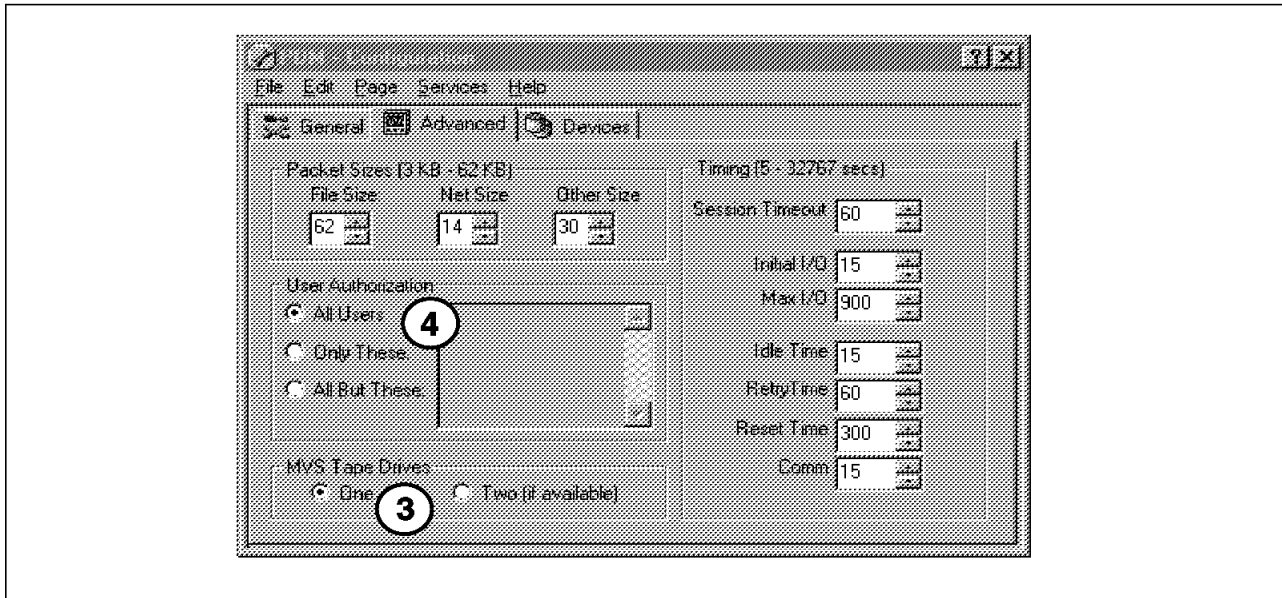 Configuration
File Edit Page Services Help
General Advanced Devices
Packet Sizes (3 KB - 62 KB)
File Size Net Size Other Size
62 14 30
User Authorization
All Users
4
Only These:
All But These:
MVS Tape Drives
One
3
Two (if available)
Timing (5 - 32767 secs)
Session Timeout 60
Initial I/O 15
Max I/O 900
Idle Time 15
RetryTime 60
Reset Time 300
Comm 15